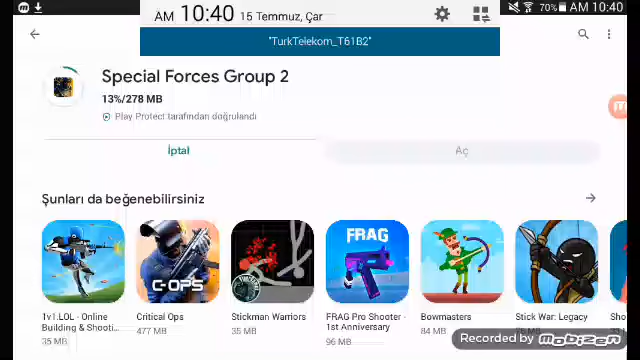 AM 10:40 15 Temmuz, Çar
70% AM 10:40
"TurkTelekom_T61B2"
Special Forces Group 2
13%/278 MB
Play Protect tarafından doğrulandı
İptal
Aç
Şunları da beğenebilirsiniz
C-OPS
FRAG
1v1.LOL - Online
Building & Shooti...
35 MB
Critical Ops
477 MB
Stickman Warriors
35 MB
FRAG Pro Shooter -
1st Anniversary
96 MB
Bowmasters
84 MB
Stick War: Legacy
Sho
Recorded by MOBIZEN